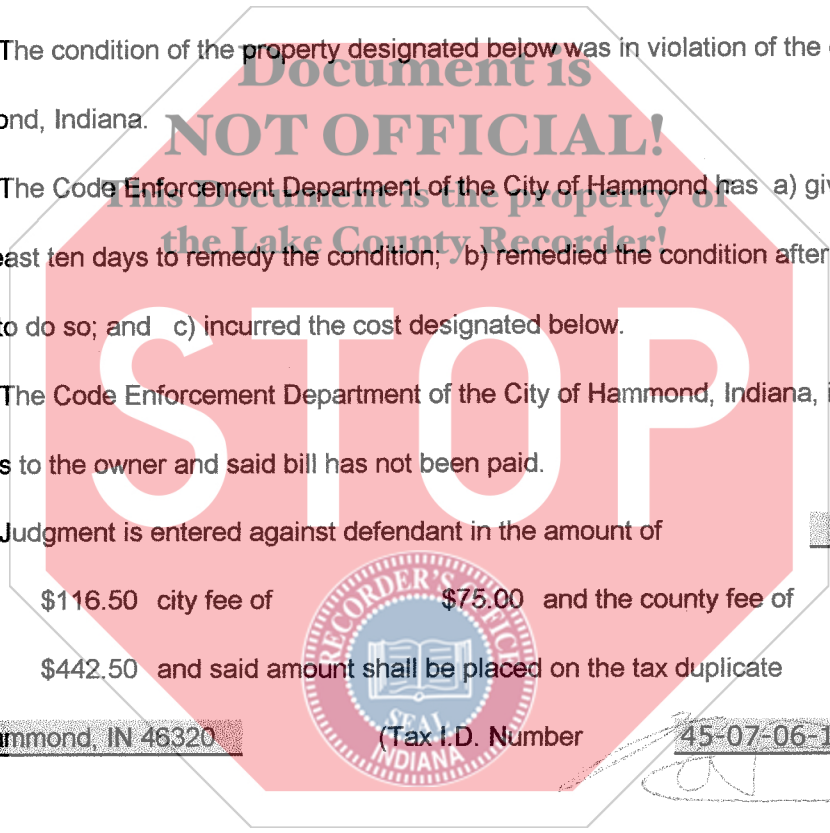 The condition of the property designated below was in violation of the
Document is
ond, Indiana.
NOT OFFICIAL!
The Code Enforcement Department of the City of Hammond has a) giv
This Document is the property of
the Lake County Recorder!
east ten days to remedy the condition; b) remedied the condition after
to do so; and c) incurred the cost designated below.
STOP
The Code Enforcement Department of the City of Hammond, Indiana, i
s to the owner and said bill has not been paid.
Judgment is entered against defendant in the amount of
$116.50 city fee of $75.00 and the county fee of
RECORDER'S OFFICE
$442.50 and said amount shall be placed on the tax duplicate
SEAL
INDIANA
mmond, IN 46320 (Tax I.D. Number 45-07-06-1